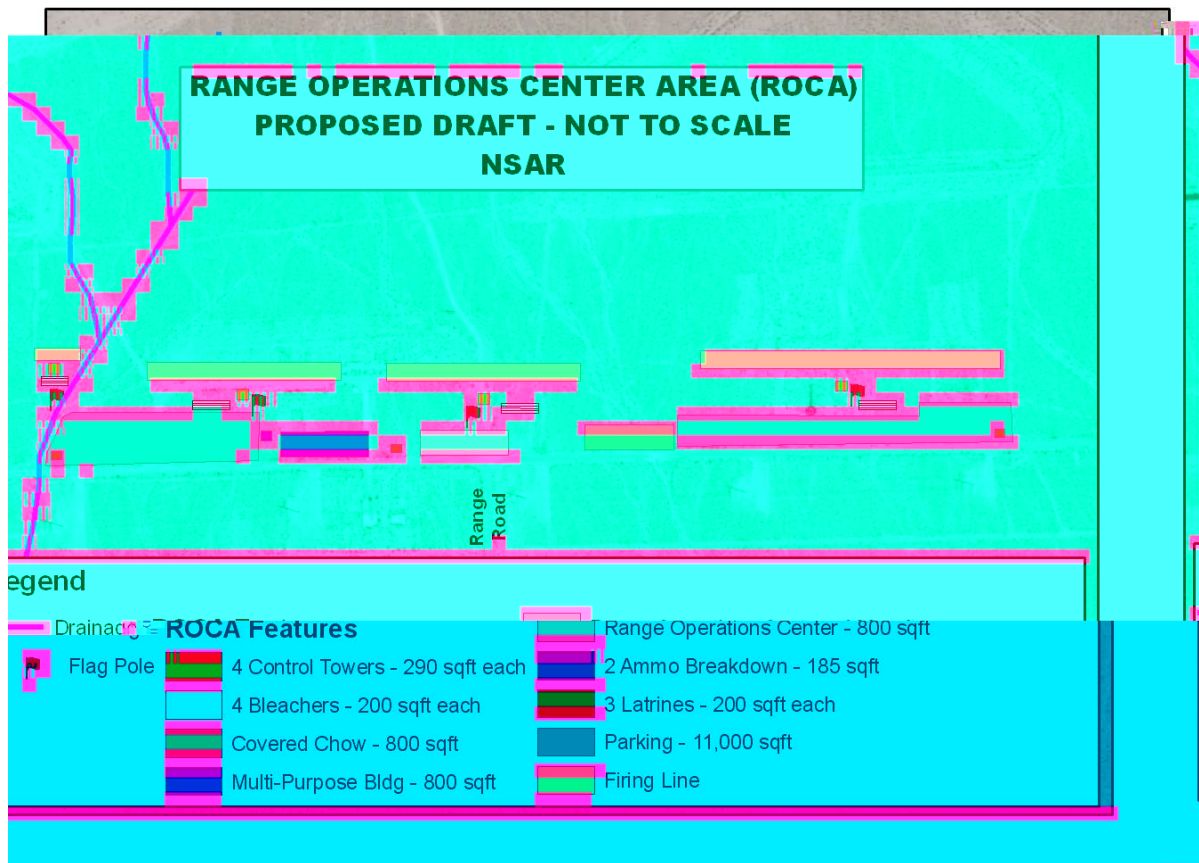 RANGE OPERATIONS CENTER AREA (ROCA)
PROPOSED DRAFT - NOT TO SCALE
NSAR
Range
Road
egend
ROCA Features
Flag Pole
4 Control Towers - 290 sqft each
4 Bleachers - 200 sqft each
Covered Chow - 800 sqft
Multi-Purpose Bldg - 800 sqft
Range Operations Center - 800 sqft
2 Ammo Breakdown - 185 sqft
3 Latrines - 200 sqft each
Parking - 11,000 sqft
Firing Line